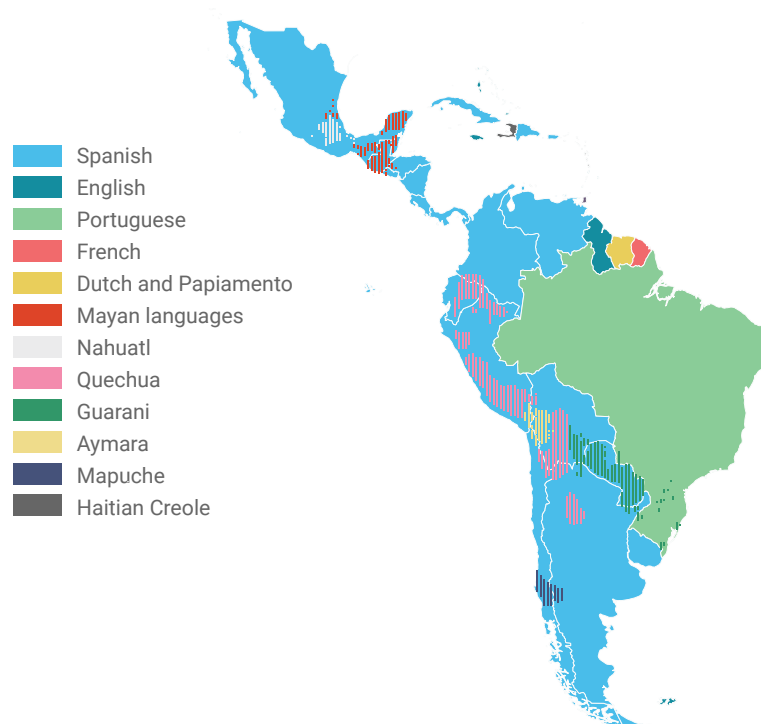 Spanish
English
Portuguese
French
Dutch and Papiamento
Mayan languages
Nahuatl
Quechua
Guarani
Aymara
Mapuche
Haitian Creole